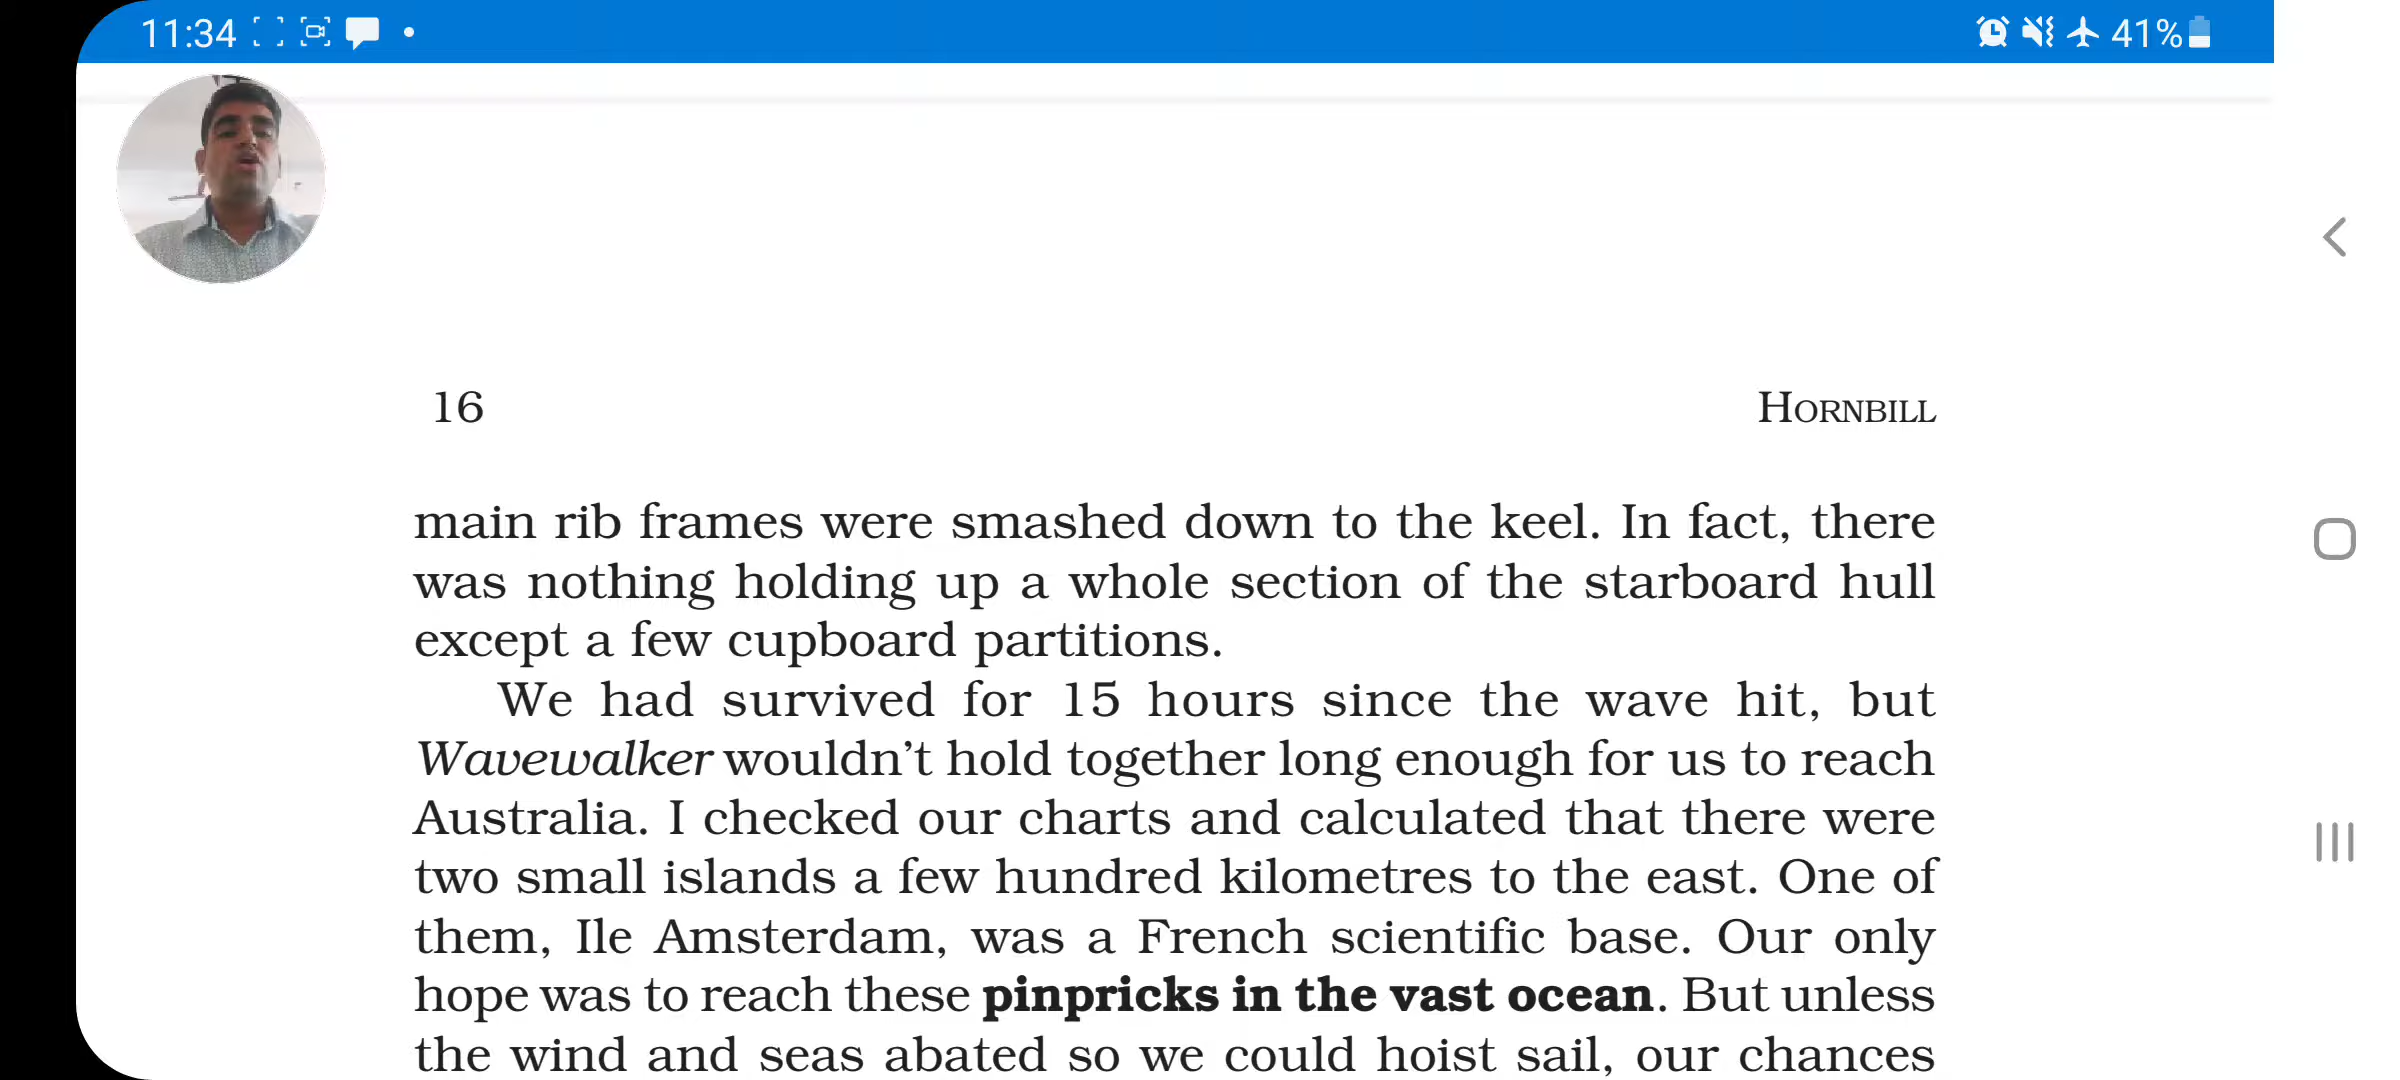 11:34
41%
16 HORNBILL
main rib frames were smashed down to the keel. In fact, there
was nothing holding up a whole section of the starboard hull
except a few cupboard partitions.
We had survived for 15 hours since the wave hit, but
Wavewalker wouldn’t hold together long enough for us to reach
Australia. I checked our charts and calculated that there were
two small islands a few hundred kilometres to the east. One of
them, Ile Amsterdam, was a French scientific base. Our only
hope was to reach these pinpricks in the vast ocean. But unless
the wind and seas abated so we could hoist sail, our chances